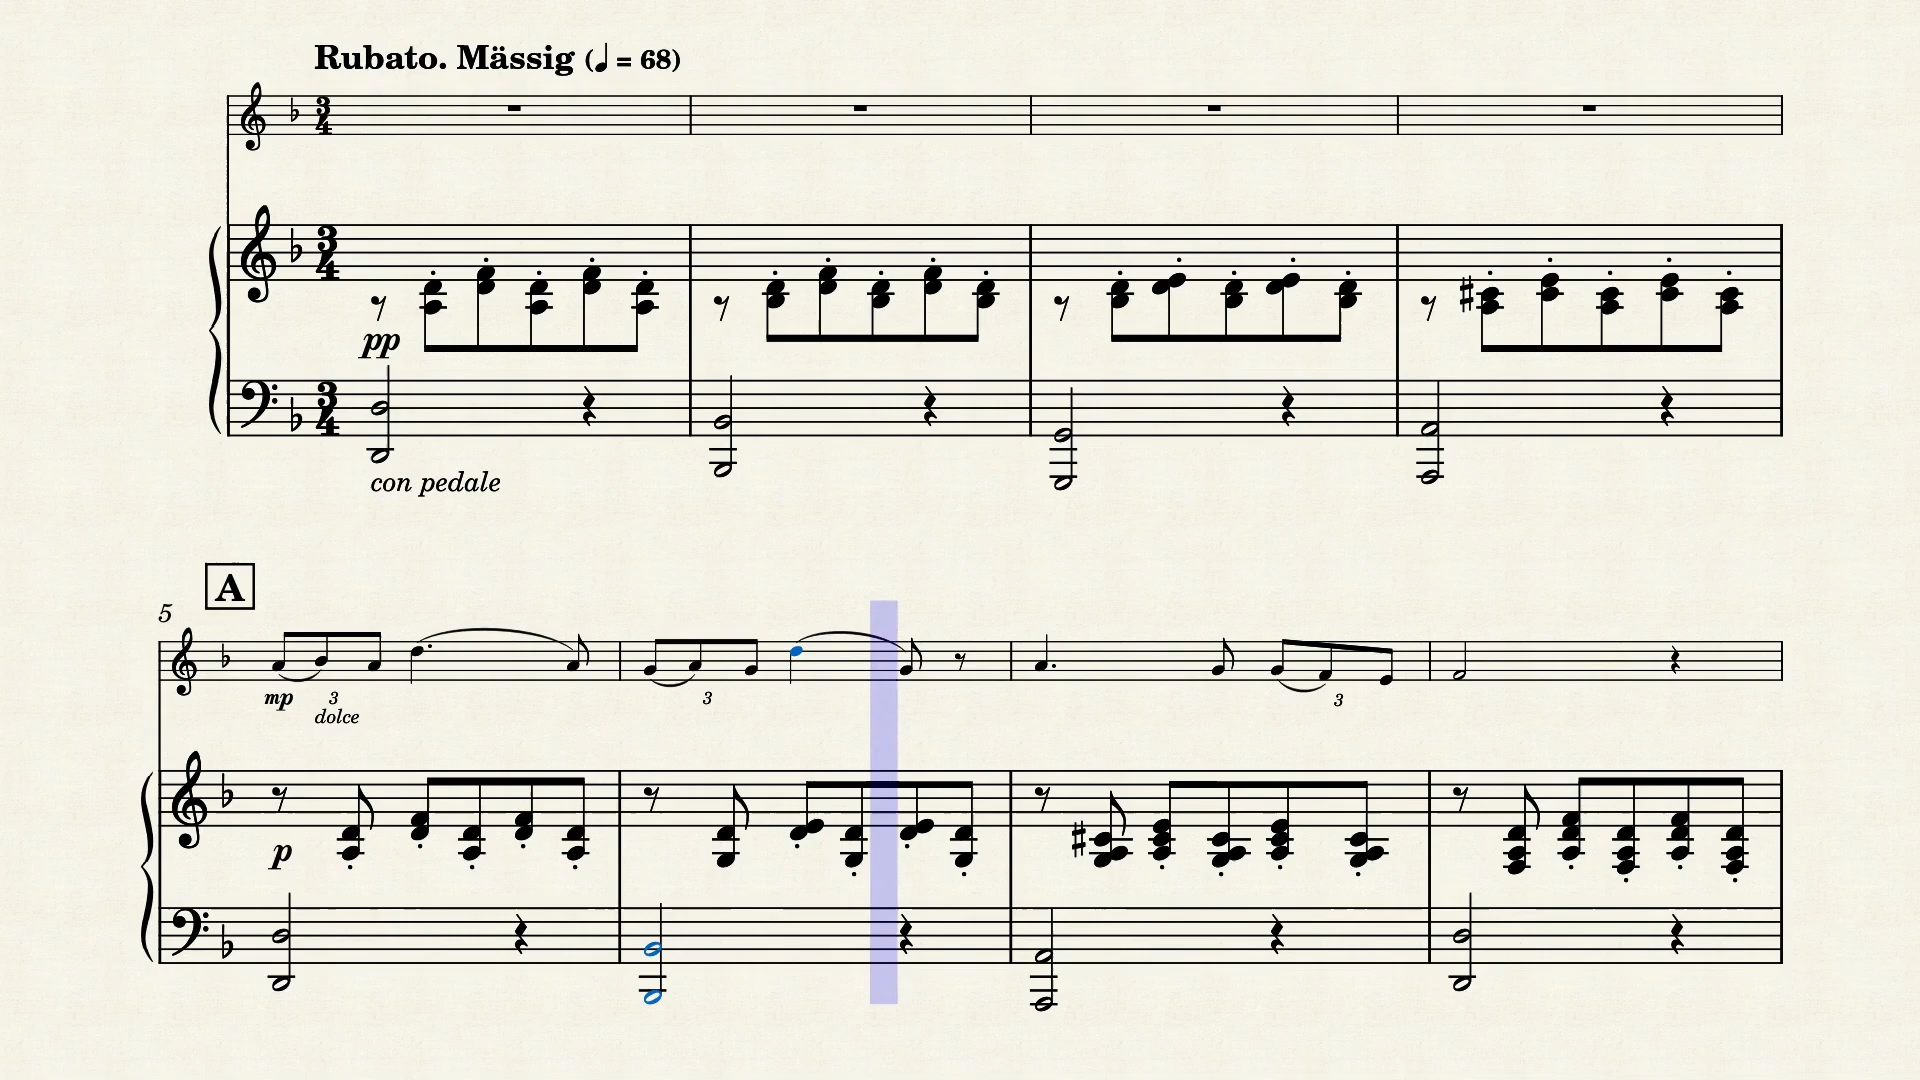 Rubato. Mässig (♩ = 68)
3
4
3
4
pp
3
4
con pedale
A
5
mp 3 3 3
dolce
p